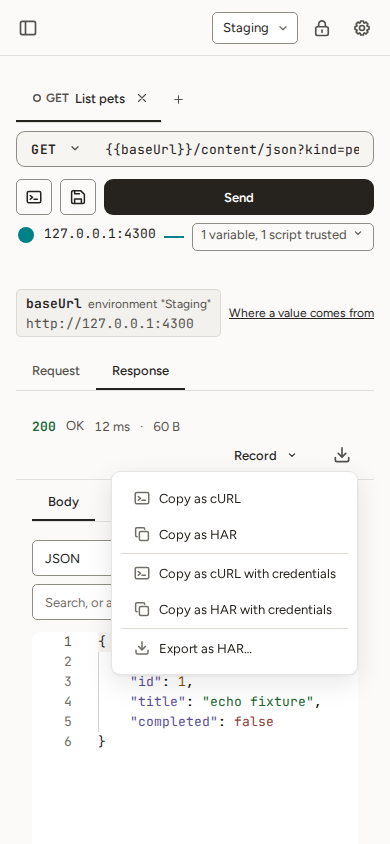 Staging
GET List pets
GET {{baseUrl}}/content/json?kind=pe
Send
127.0.0.1:4300
1 variable, 1 script trusted
baseUrl environment "Staging"
http://127.0.0.1:4300
Where a value comes from
Request Response
200 OK 12 ms · 60 B
Record
Body
JSON
Search, or a
Copy as cURL
Copy as HAR
Copy as cURL with credentials
Copy as HAR with credentials
Export as HAR...
1 {
2
3 "id": 1,
4 "title": "echo fixture",
5 "completed": false
6 }